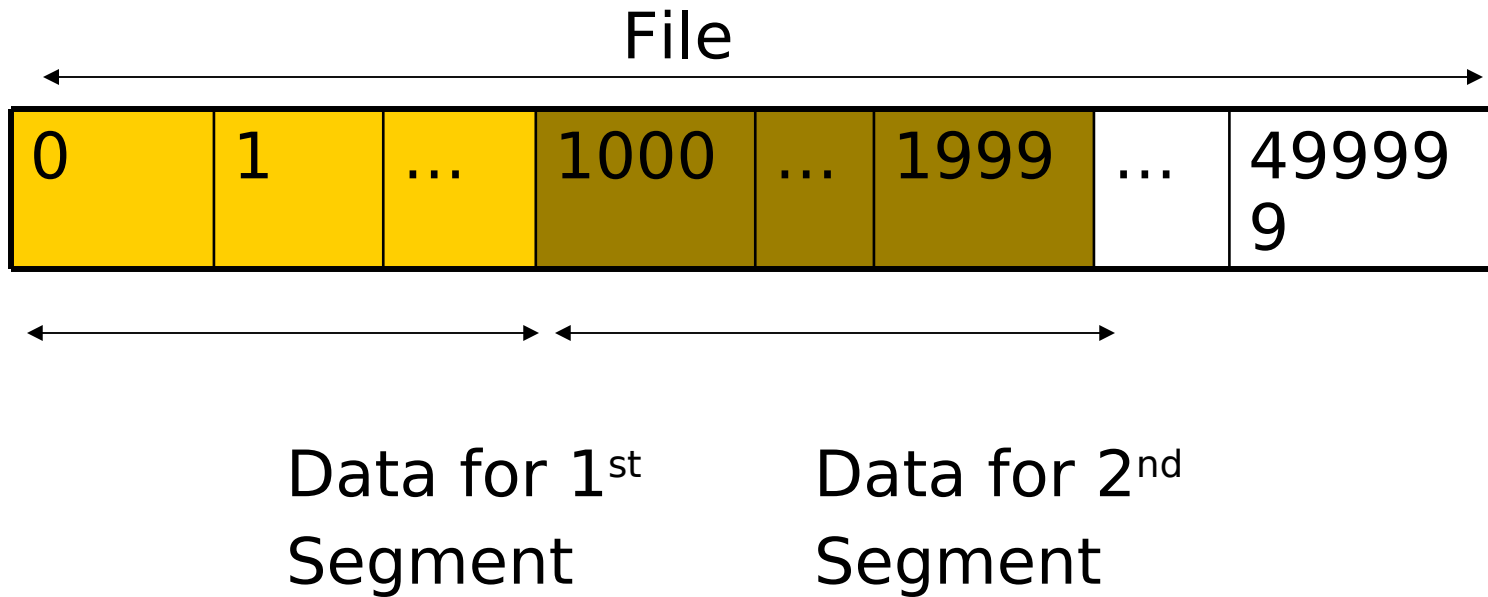 File
0 1 … 1000 … 1999 … 49999
9
Data for 1st Data for 2nd
Segment Segment